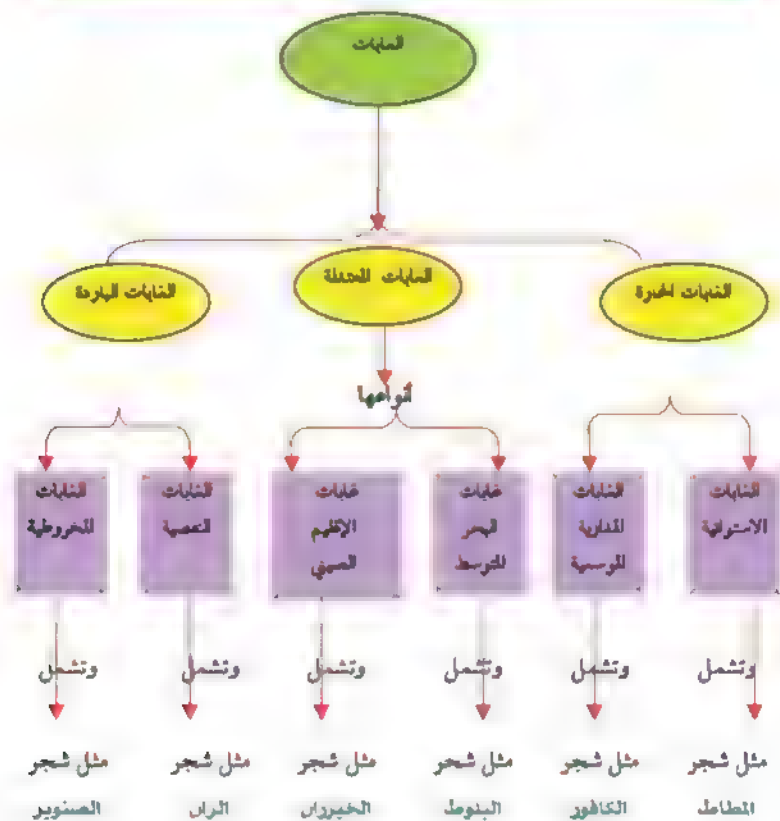 الغابات
الغابات الحارة
الغابات المعتدلة
الغابات الباردة
أنواعها
الغابات
الاستوائية
الغابات
المدارية
الموسمية
غابات
البحر
المتوسط
غابات
الإقليم
الصيني
الغابات
النفضية
الغابات
المخروطية
وتشمل
وتشمل
وتشمل
وتشمل
وتشمل
وتشمل
مثل شجر
المطاط
مثل شجر
الكافور
مثل شجر
البلوط
مثل شجر
الخيزران
مثل شجر
الزان
مثل شجر
الصنوبر